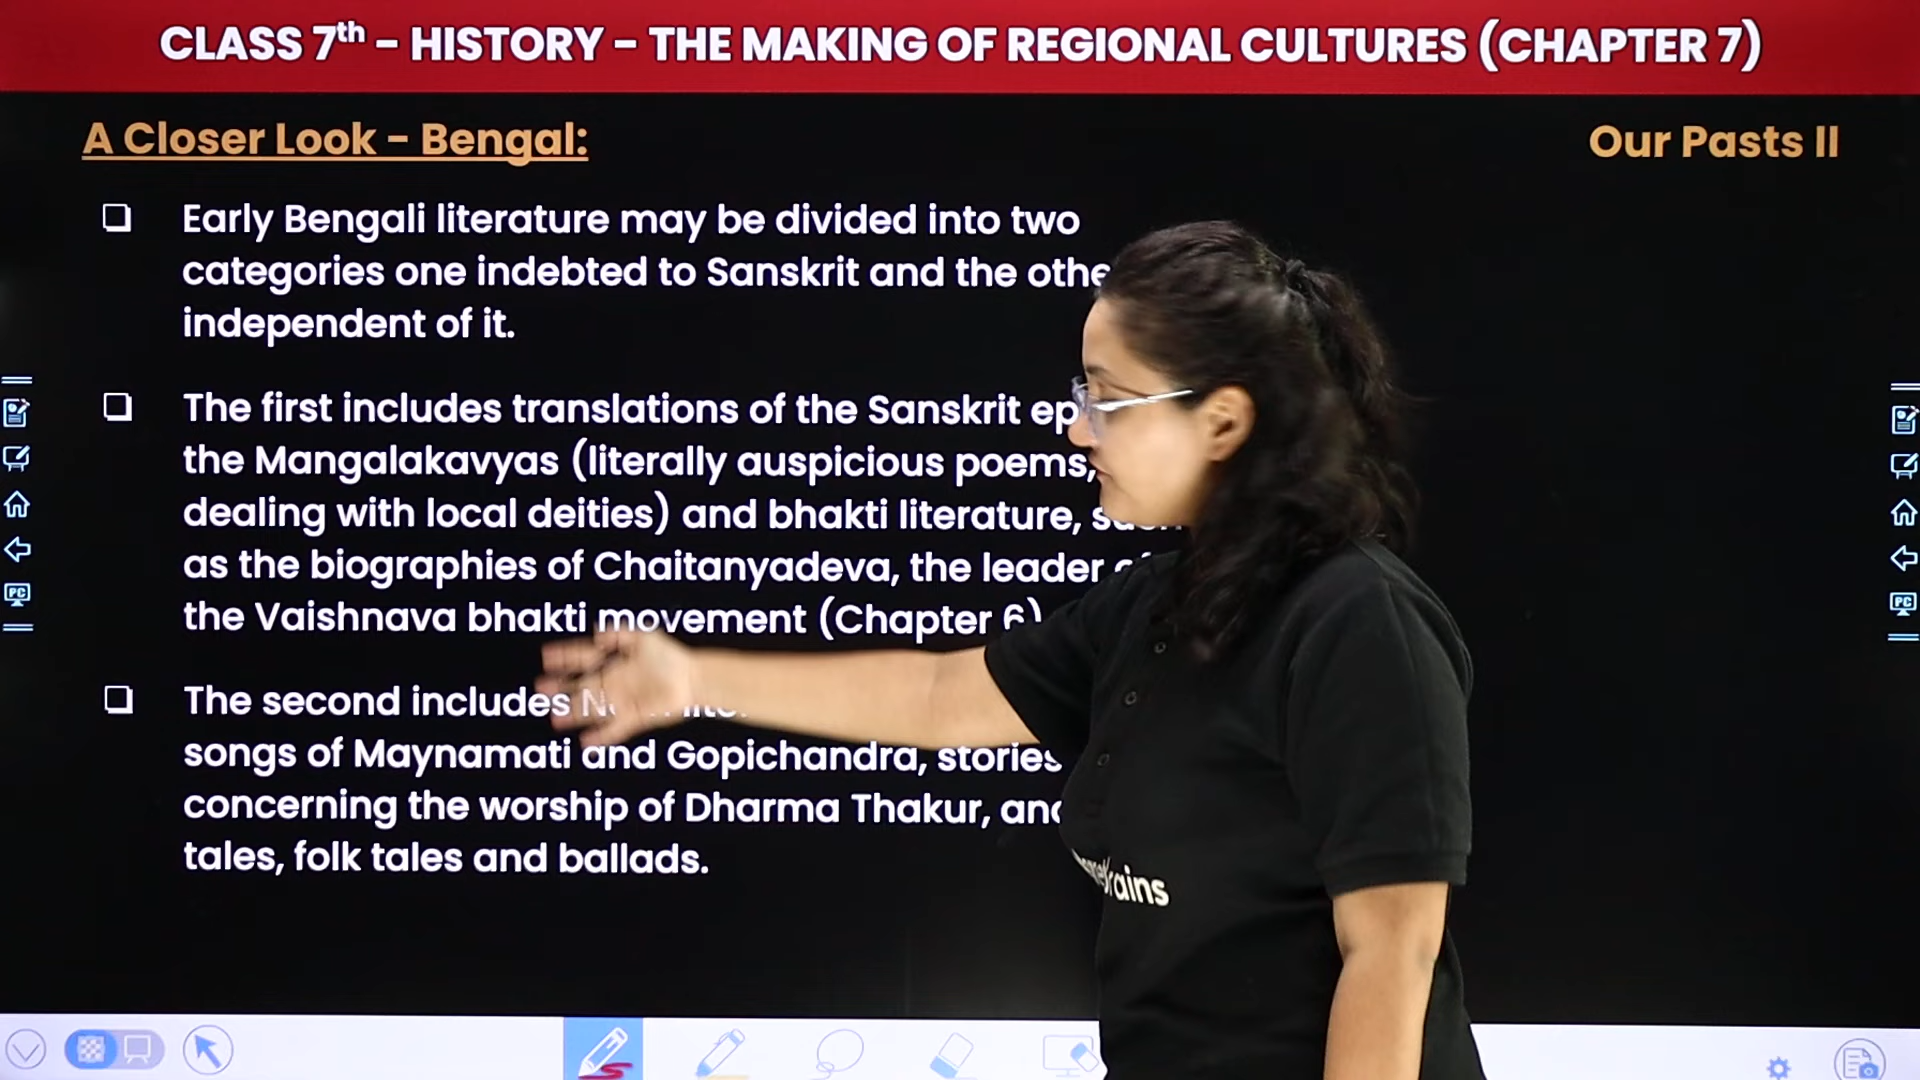 CLASS 7th – HISTORY – THE MAKING OF REGIONAL CULTURES (CHAPTER 7)
A Closer Look – Bengal:
Our Pasts II
Early Bengali literature may be divided into two
categories one indebted to Sanskrit and the
independent of it.
The first includes translations of the Sanskrit
the Mangalakavyas (literally auspicious poems,
dealing with local deities) and bhakti literature,
as the biographies of Chaitanyadeva, the leader
the Vaishnava bhakti movement (Chapter 6)
The second includes
songs of Maynamati and Gopichandra, stories
concerning the worship of Dharma Thakur, and
tales, folk tales and ballads.
PC
PC